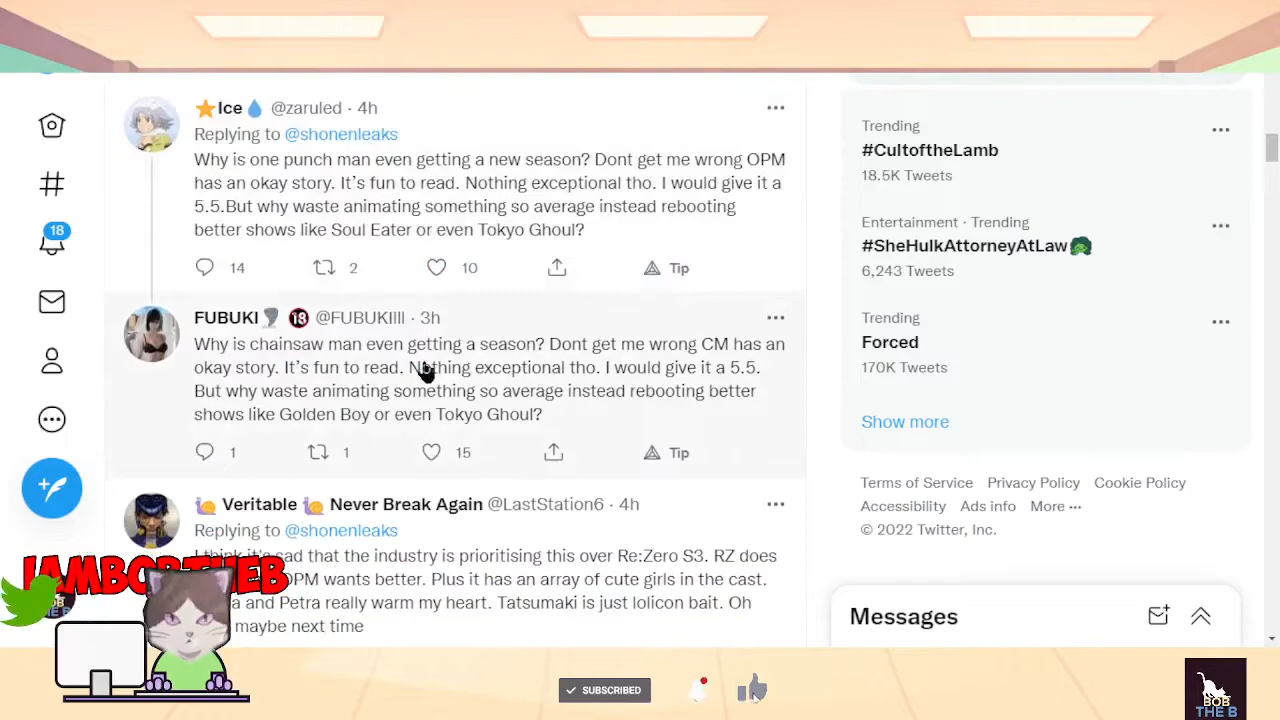 Ice @zaruled · 4h
Replying to @shonenleaks
Why is one punch man even getting a new season? Dont get me wrong OPM
has an okay story. It's fun to read. Nothing exceptional tho. I would give it a
5.5.But why waste animating something so average instead rebooting
better shows like Soul Eater or even Tokyo Ghoul?
14 2 10 Tip
18
FUBUKI 18 @FUBUKIIII · 3h
Why is chainsaw man even getting a season? Dont get me wrong CM has an
okay story. It's fun to read. Nothing exceptional tho. I would give it a 5.5.
But why waste animating something so average instead rebooting better
shows like Golden Boy or even Tokyo Ghoul?
1 1 15 Tip
Veritable Never Break Again @LastStation6 · 4h
Replying to @shonenleaks
I think it's sad that the industry is prioritising this over Re:Zero S3. RZ does
OPM wants better. Plus it has an array of cute girls in the cast.
and Petra really warm my heart. Tatsumaki is just lolicon bait. Oh
maybe next time
Trending
#CultoftheLamb
18.5K Tweets
Entertainment · Trending
#SheHulkAttorneyAtLaw
6,243 Tweets
Trending
Forced
170K Tweets
Show more
Terms of Service Privacy Policy Cookie Policy
Accessibility Ads info More ···
© 2022 Twitter, Inc.
Messages
IAMBOBTHEB
SUBSCRIBED
BOB
THE B